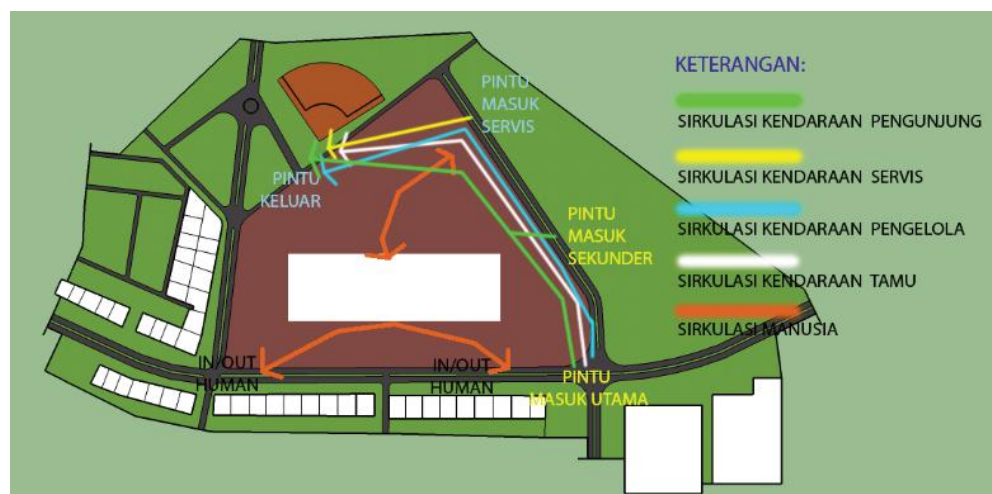 KETERANGAN:
SIRKULASI KENDARAAN PENGUNJUNG
SIRKULASI KENDARAAN SERVIS
SIRKULASI KENDARAAN PENGELOLA
SIRKULASI KENDARAAN TAMU
SIRKULASI MANUSIA
PINTU
MASUK
SERVIS
PINTU
KELUAR
PINTU
MASUK
SEKUNDER
IN/OUT
HUMAN
IN/OUT
HUMAN
PINTU
MASUK UTAMA